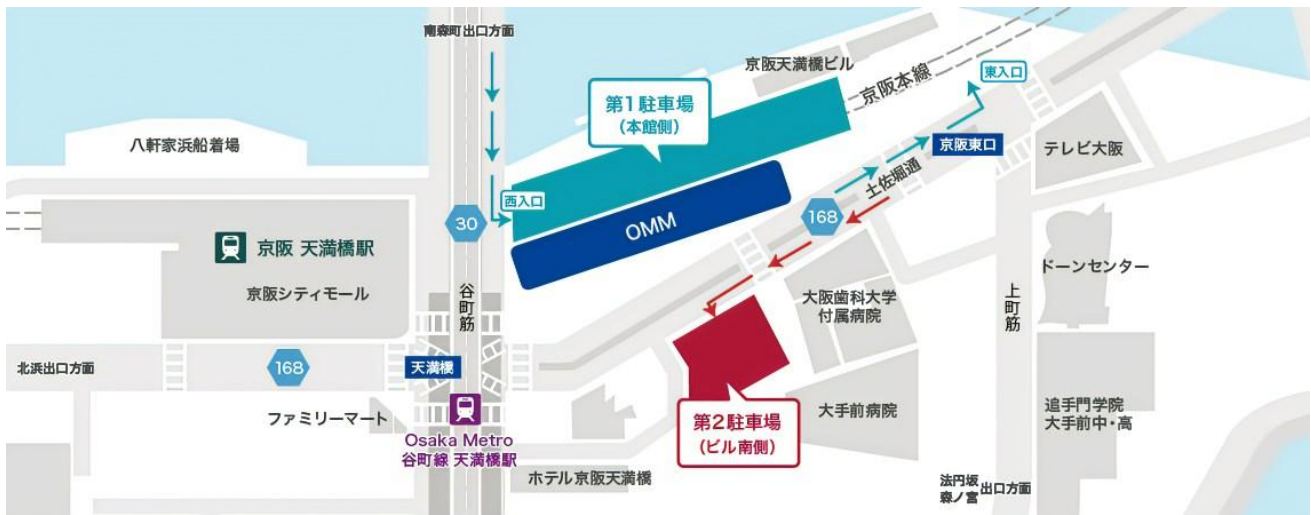 南森町出口方面
京阪天満橋ビル
京阪本線
東入口
第1駐車場
(本館側)
八軒家浜船着場
京阪東口
テレビ大阪
土佐堀通
西入口
30
OMM
168
京阪 天満橋駅
京阪シティモール
谷町筋
大阪歯科大学
付属病院
上町筋
ドーンセンター
北浜出口方面
168
天満橋
ファミリーマート
Osaka Metro
谷町線 天満橋駅
第2駐車場
(ビル南側)
大手前病院
追手門学院
大手前中・高
ホテル京阪天満橋
法円坂
森ノ宮
出口方面